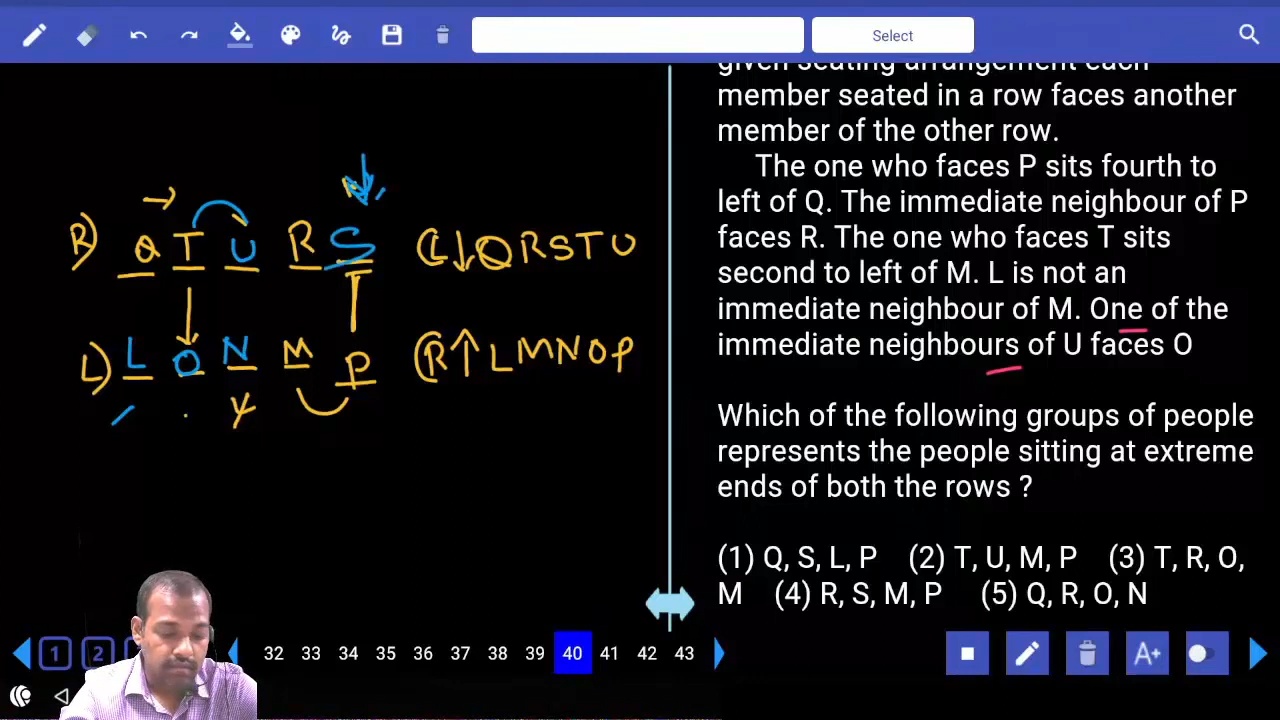 Select
given Seating arrangement each
member seated in a row faces another
member of the other row.
The one who faces P sits fourth to
left of Q. The immediate neighbour of P
faces R. The one who faces T sits
second to left of M. L is not an
immediate neighbour of M. One of the
immediate neighbours of U faces O
Which of the following groups of people
represents the people sitting at extreme
ends of both the rows ?
(1) Q, S, L, P (2) T, U, M, P (3) T, R, O,
M (4) R, S, M, P (5) Q, R, O, N
R) Q T U R S (L ↓ Q R S T U
L) L O N M P (R ↑ L M N O P
1 2 32 33 34 35 36 37 38 39 40 41 42 43
A+